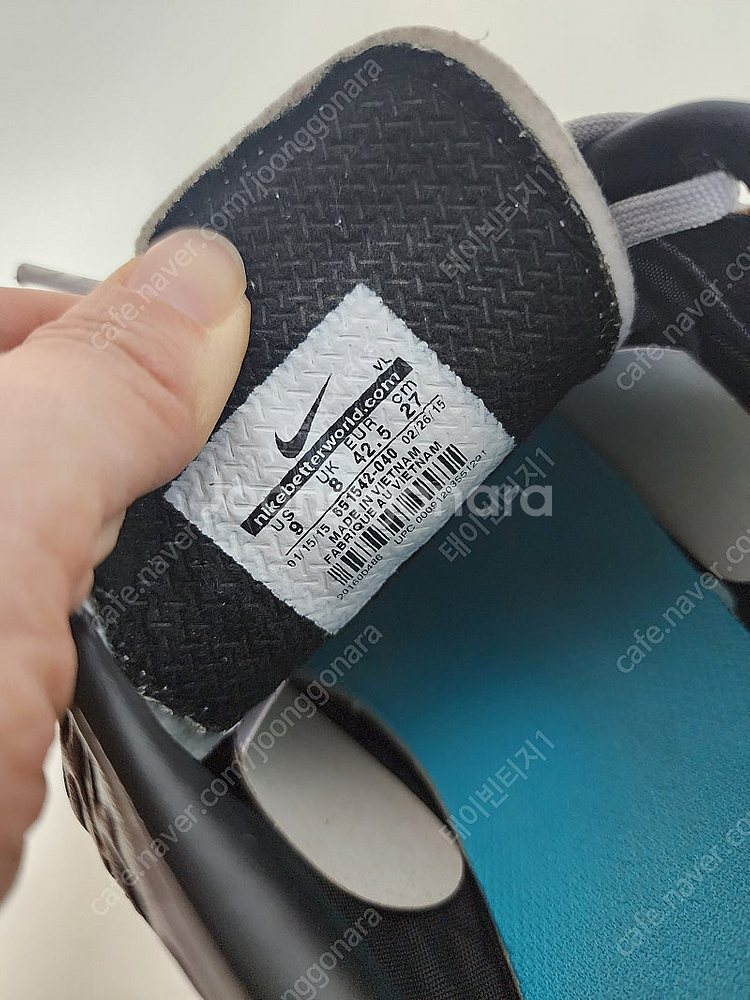 VL
nikebetterworld.com
US UK EUR cm
9 8 42.5 27
01/15/15 651542-040 02/26/15
MADE IN VIETNAM
FABRIQUE AU VIETNAM
cafe.naver.com/joonggonara
테이빈티지1